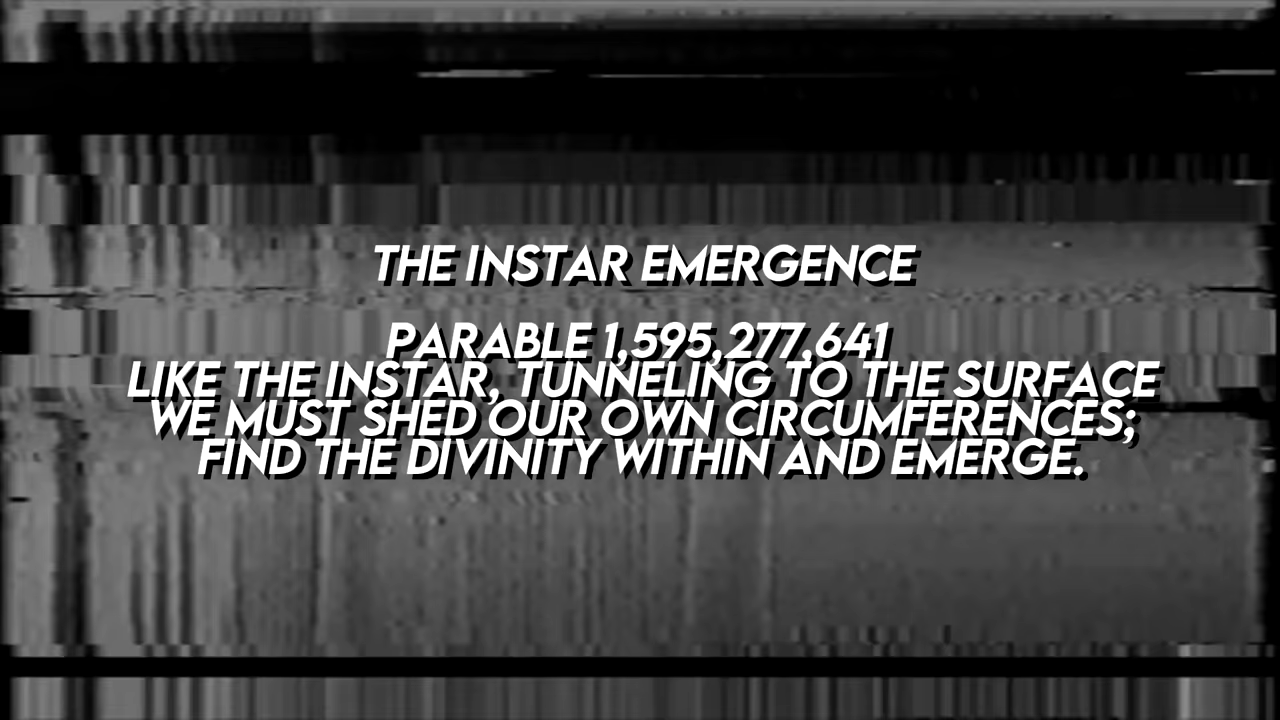 THE INSTAR EMERGENCE
PARABLE 1,595,277,641
LIKE THE INSTAR, TUNNELING TO THE SURFACE
WE MUST SHED OUR OWN CIRCUMFERENCES;
FIND THE DIVINITY WITHIN AND EMERGE.